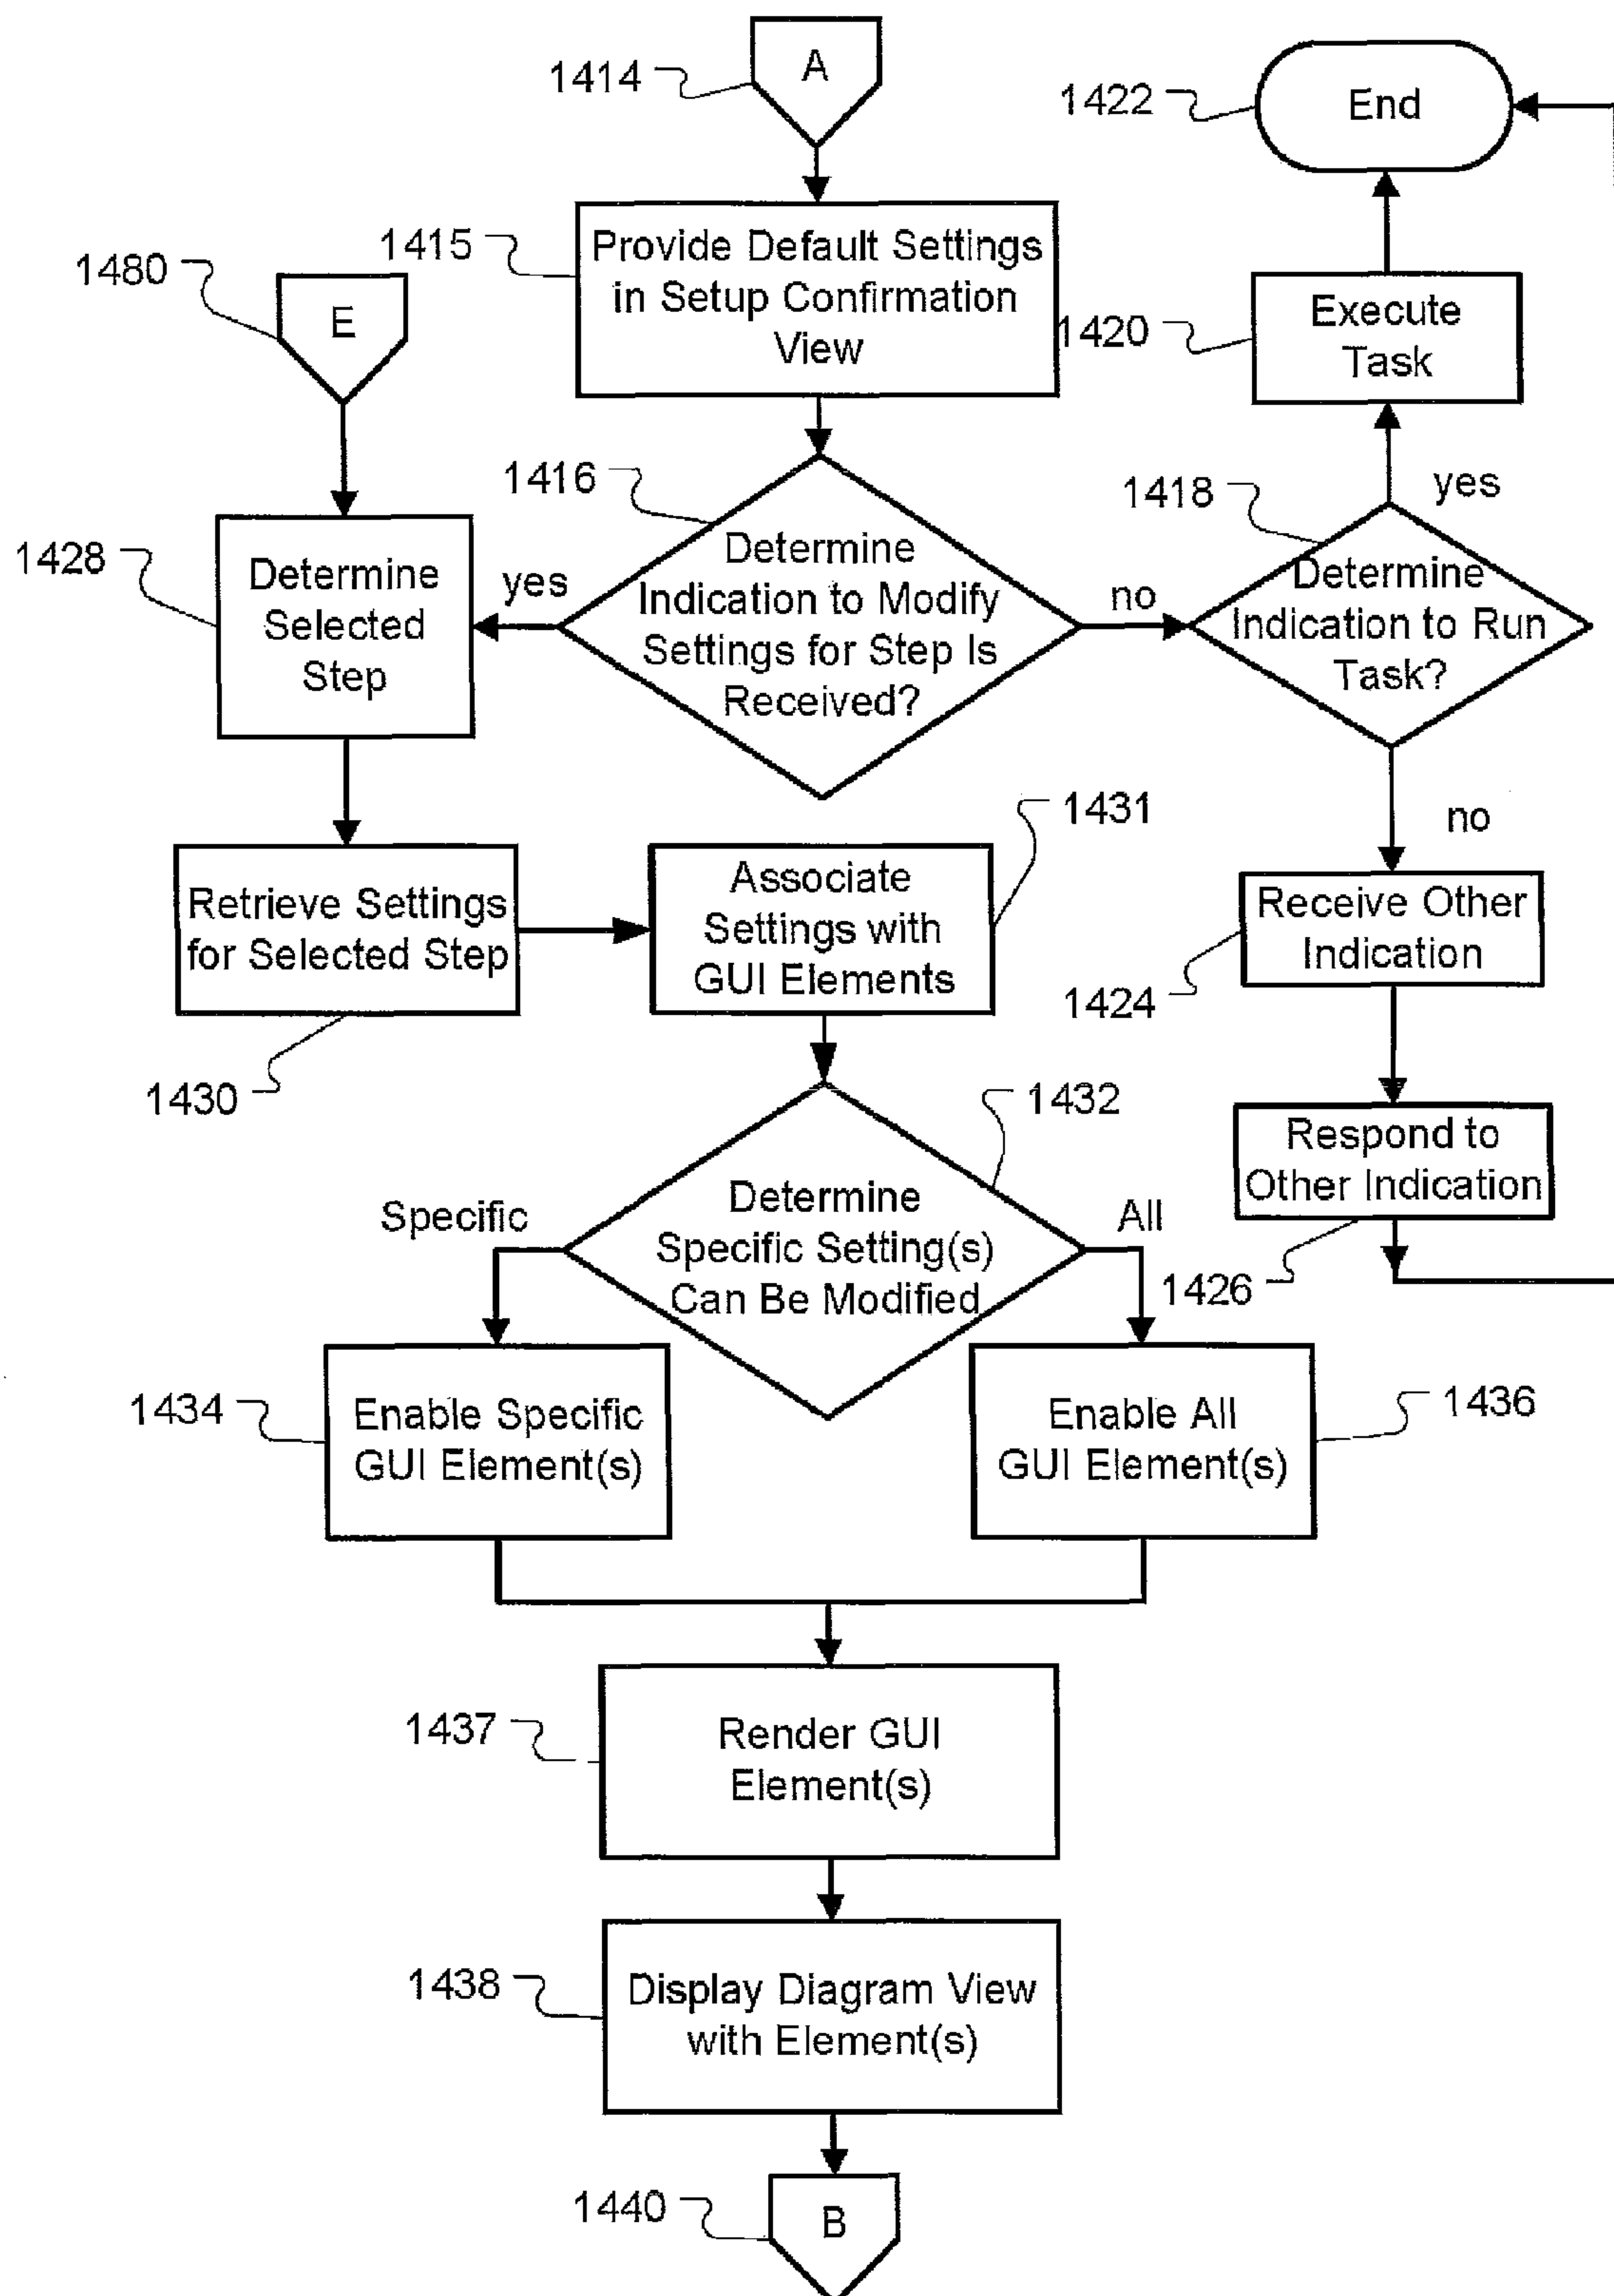 A
1414
End
1422
Provide Default Settings
in Setup Confirmation
View
1415
E
1480
Execute
Task
1420
Determine
Indication to Modify
Settings for Step Is
Received?
1416
yes
no
Determine
Indication to Run
Task?
1418
yes
no
Determine
Selected
Step
1428
Retrieve Settings
for Selected Step
1430
Associate
Settings with
GUI Elements
1431
Receive Other
Indication
1424
Respond to
Other Indication
1426
Determine
Specific Setting(s)
Can Be Modified
1432
Specific
All
Enable Specific
GUI Element(s)
1434
Enable All
GUI Element(s)
1436
Render GUI
Element(s)
1437
Display Diagram View
with Element(s)
1438
B
1440